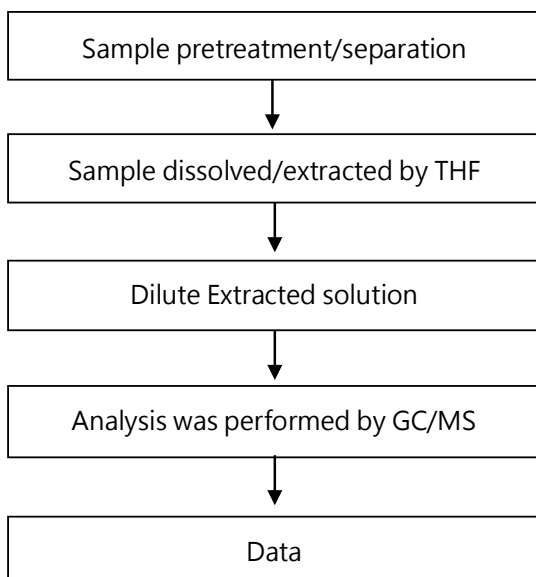 Sample pretreatment/separation
Sample dissolved/extracted by THF
Dilute Extracted solution
Analysis was performed by GC/MS
Data